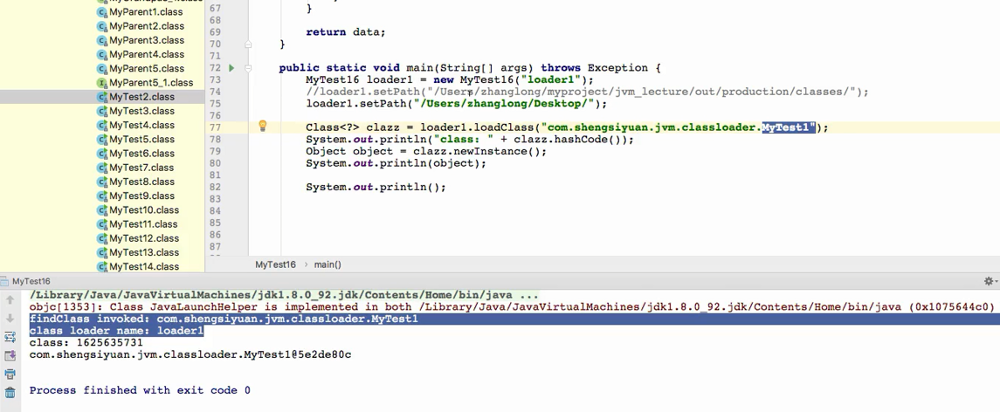 MyParent1.class
MyParent2.class
MyParent3.class
MyParent4.class
MyParent5.class
MyParent5_1.class
MyTest2.class
MyTest3.class
MyTest4.class
MyTest5.class
MyTest6.class
MyTest7.class
MyTest8.class
MyTest9.class
MyTest10.class
MyTest11.class
MyTest12.class
MyTest13.class
MyTest14.class
67 }
68
69 return data;
70 }
71
72 public static void main(String[] args) throws Exception {
73 MyTest16 loader1 = new MyTest16("loader1");
74 //loader1.setPath("/Users/zhanglong/myproject/jvm_lecture/out/production/classes/");
75 loader1.setPath("/Users/zhanglong/Desktop/");
76
77 Class<?> clazz = loader1.loadClass("com.shengsiyuan.jvm.classloader.MyTest1");
78 System.out.println("class: " + clazz.hashCode());
79 Object object = clazz.newInstance();
80 System.out.println(object);
81
82 System.out.println();
83
84
85
86
87
MyTest16 › main()
MyTest16
/Library/Java/JavaVirtualMachines/jdk1.8.0_92.jdk/Contents/Home/bin/java ...
objc[1353]: Class JavaLaunchHelper is implemented in both /Library/Java/JavaVirtualMachines/jdk1.8.0_92.jdk/Contents/Home/bin/java (0x1075644c0)
findClass invoked: com.shengsiyuan.jvm.classloader.MyTest1
class loader name: loader1
class: 1625635731
com.shengsiyuan.jvm.classloader.MyTest1@5e2de80c
Process finished with exit code 0